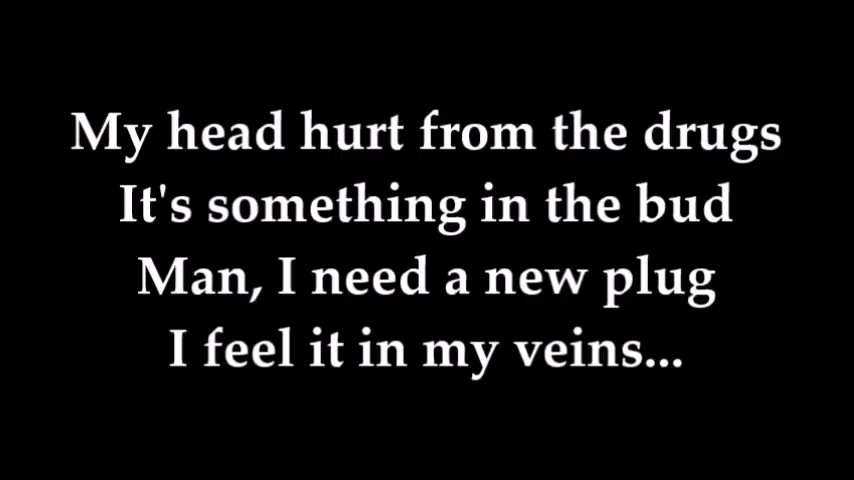 My head hurt from the drugs
It's something in the bud
Man, I need a new plug
I feel it in my veins...